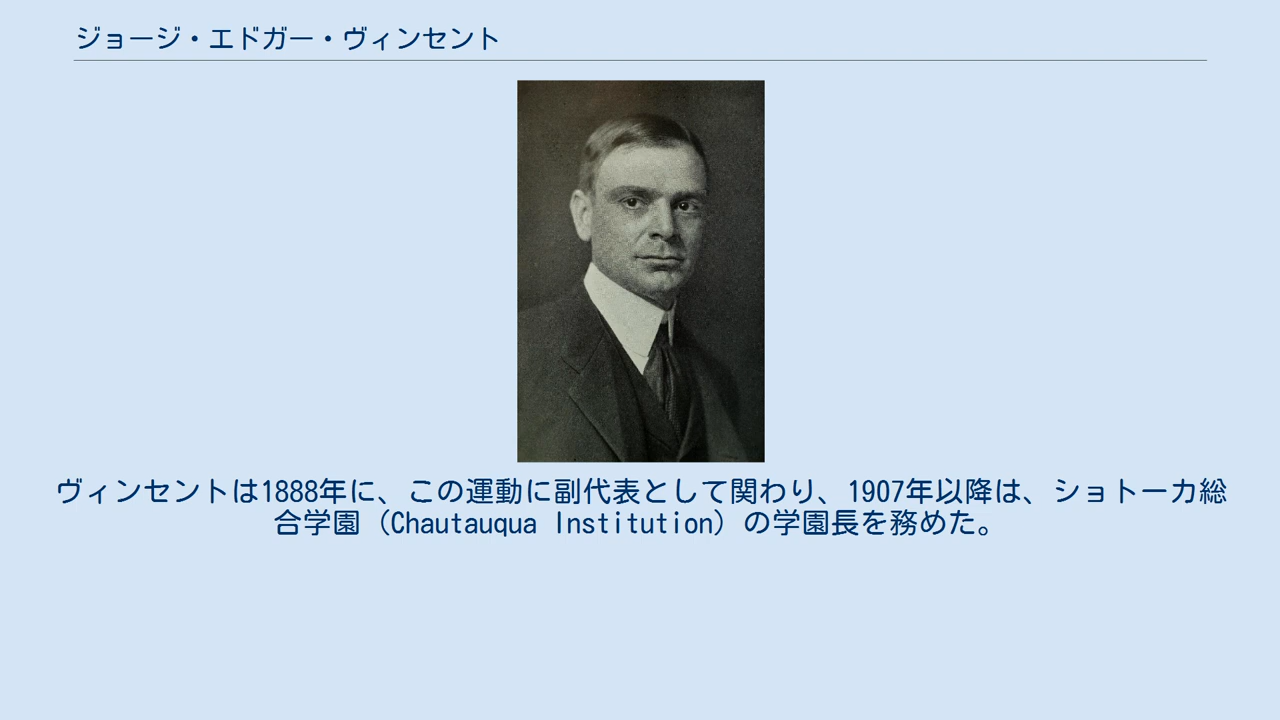 ジョージ・エドガー・ヴィンセント
ヴィンセントは1888年に、この運動に副代表として関わり、1907年以降は、ショトーカ総
合学園（Chautauqua Institution）の学園長を務めた。